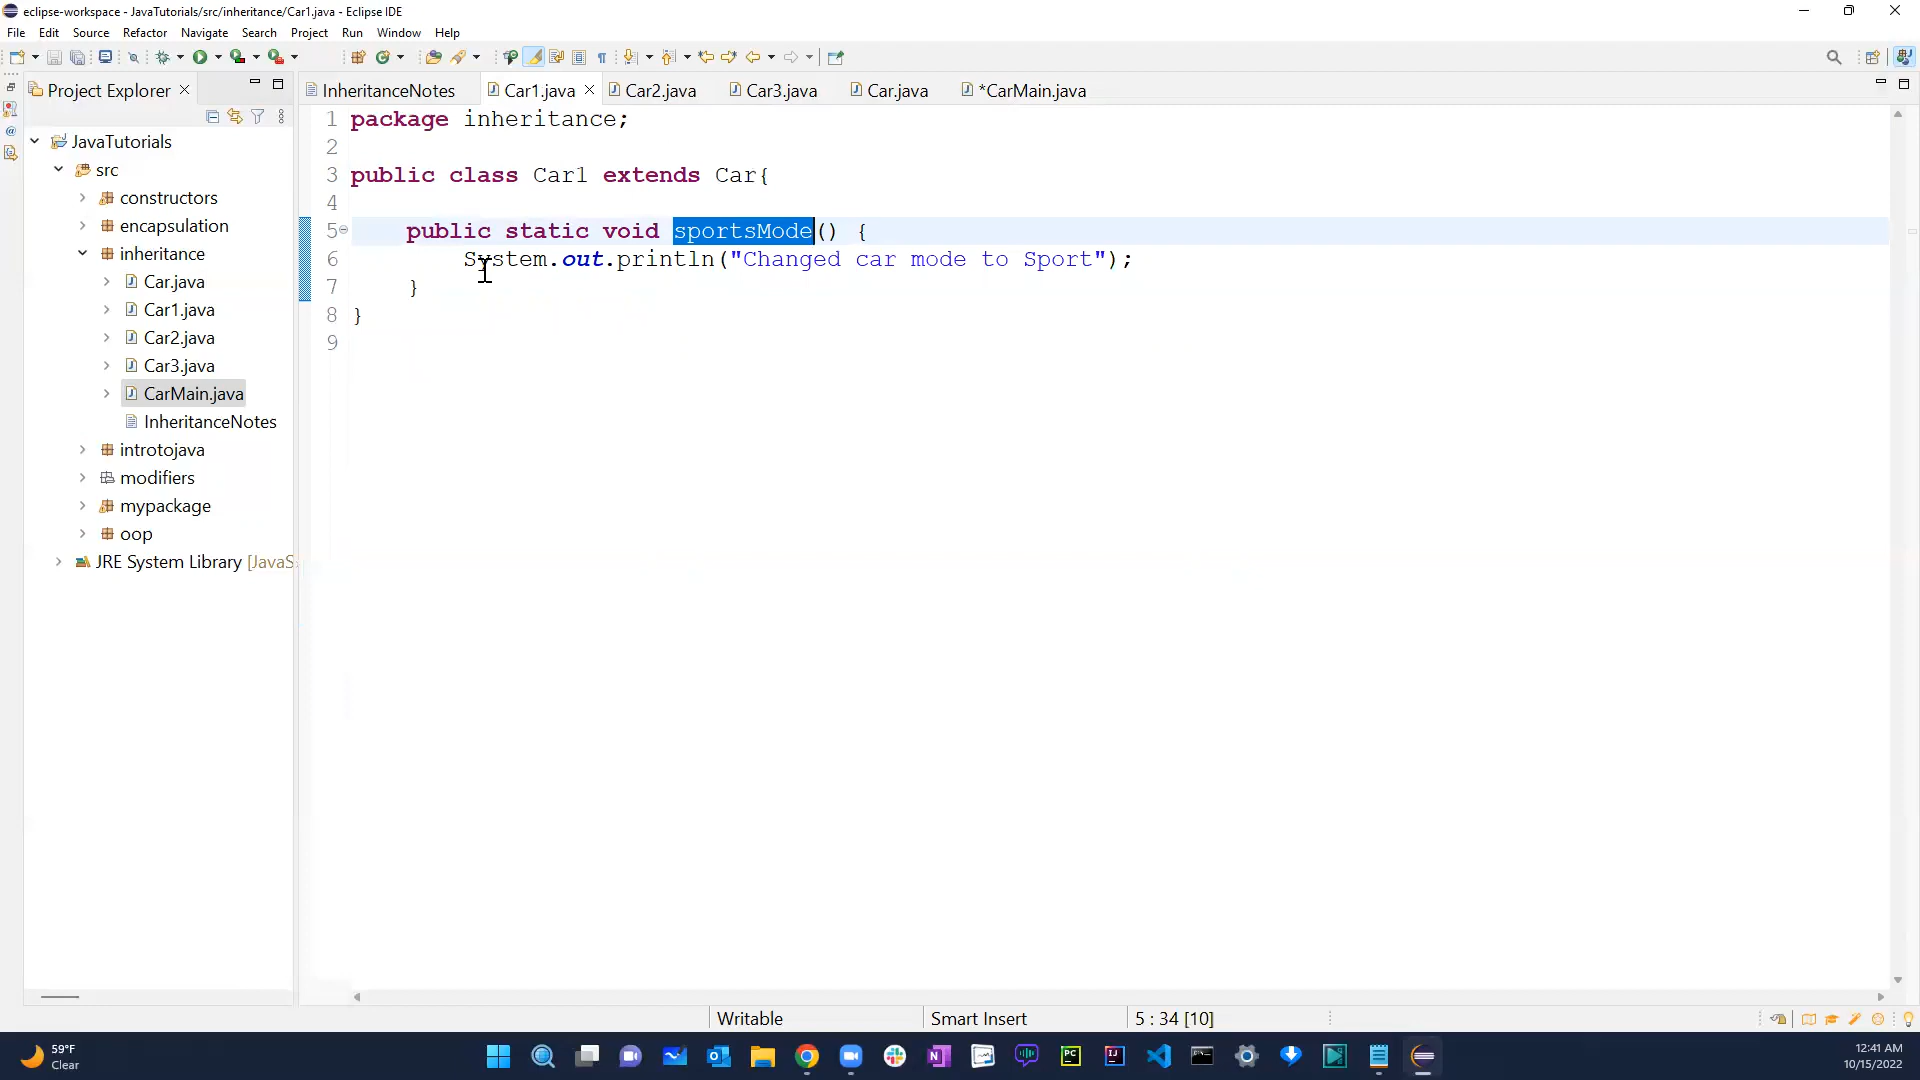 eclipse-workspace - JavaTutorials/src/inheritance/Car1.java - Eclipse IDE
File Edit Source Refactor Navigate Search Project Run Window Help
Project Explorer
InheritanceNotes Car1.java Car2.java Car3.java Car.java *CarMain.java
JavaTutorials
src
constructors
encapsulation
inheritance
Car.java
Car1.java
Car2.java
Car3.java
CarMain.java
InheritanceNotes
introtojava
modifiers
mypackage
oop
JRE System Library [JavaS
1 package inheritance;
2
3 public class Car1 extends Car{
4
5 public static void sportsMode() {
6 System.out.println("Changed car mode to Sport");
7 }
8 }
9
Writable Smart Insert 5 : 34 [10]
59°F
Clear
12:41 AM
10/15/2022